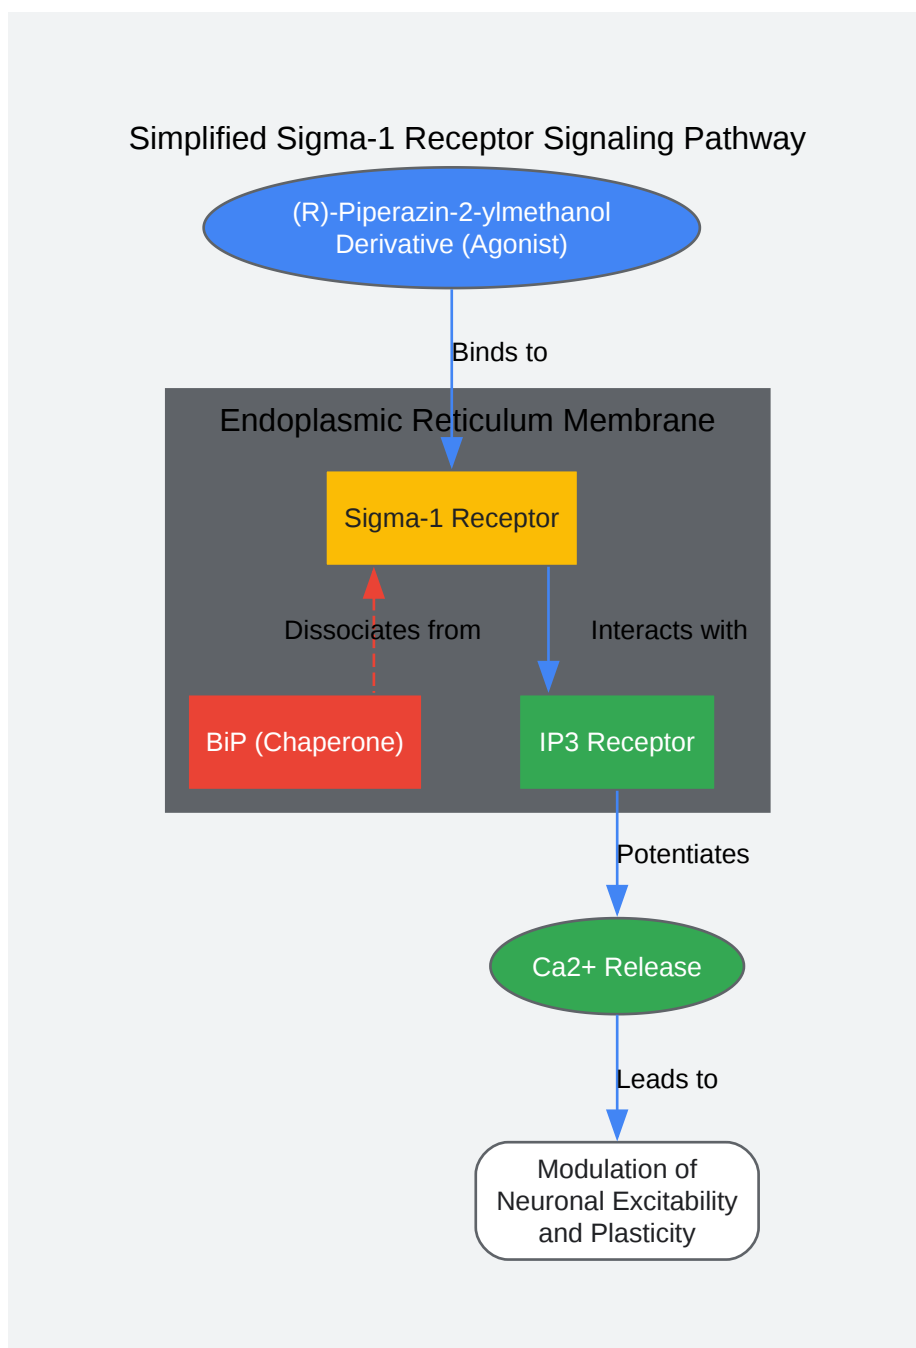 Simplified Sigma-1 Receptor Signaling Pathway
(R)-Piperazin-2-ylmethanol
Derivative (Agonist)
Binds to
Endoplasmic Reticulum Membrane
Sigma-1 Receptor
Dissociates from
Interacts with
BiP (Chaperone)
IP3 Receptor
Potentiates
Ca2+ Release
Leads to
Modulation of
Neuronal Excitability
and Plasticity